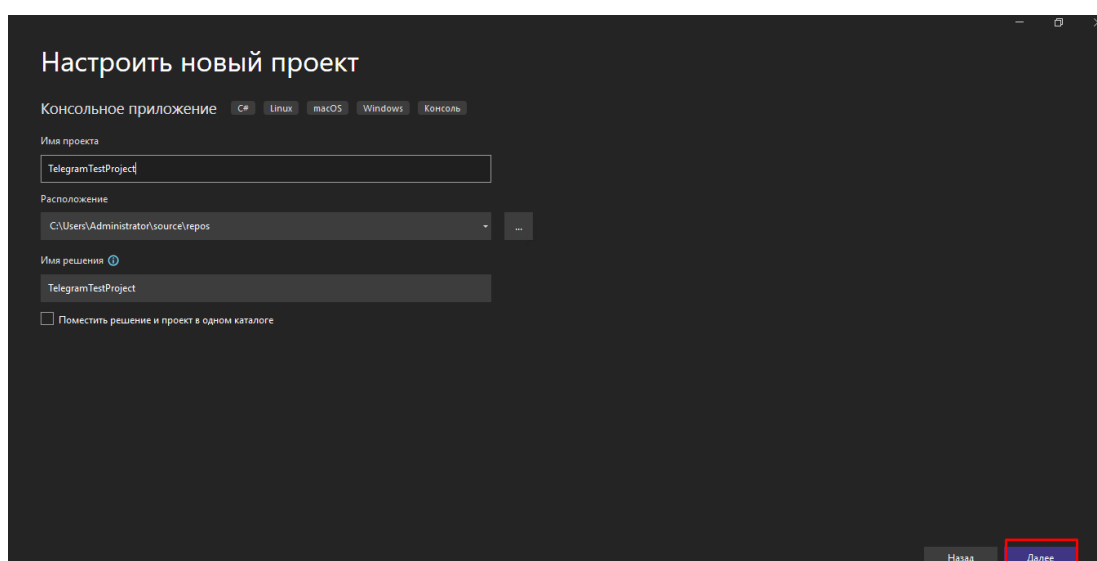 Настроить новый проект
Консольное приложение C# Linux macOS Windows Консоль
Имя проекта
TelegramTestProject
Расположение
C:\Users\Administrator\source\repos
...
Имя решения
TelegramTestProject
Поместить решение и проект в одном каталоге
Назад Далее